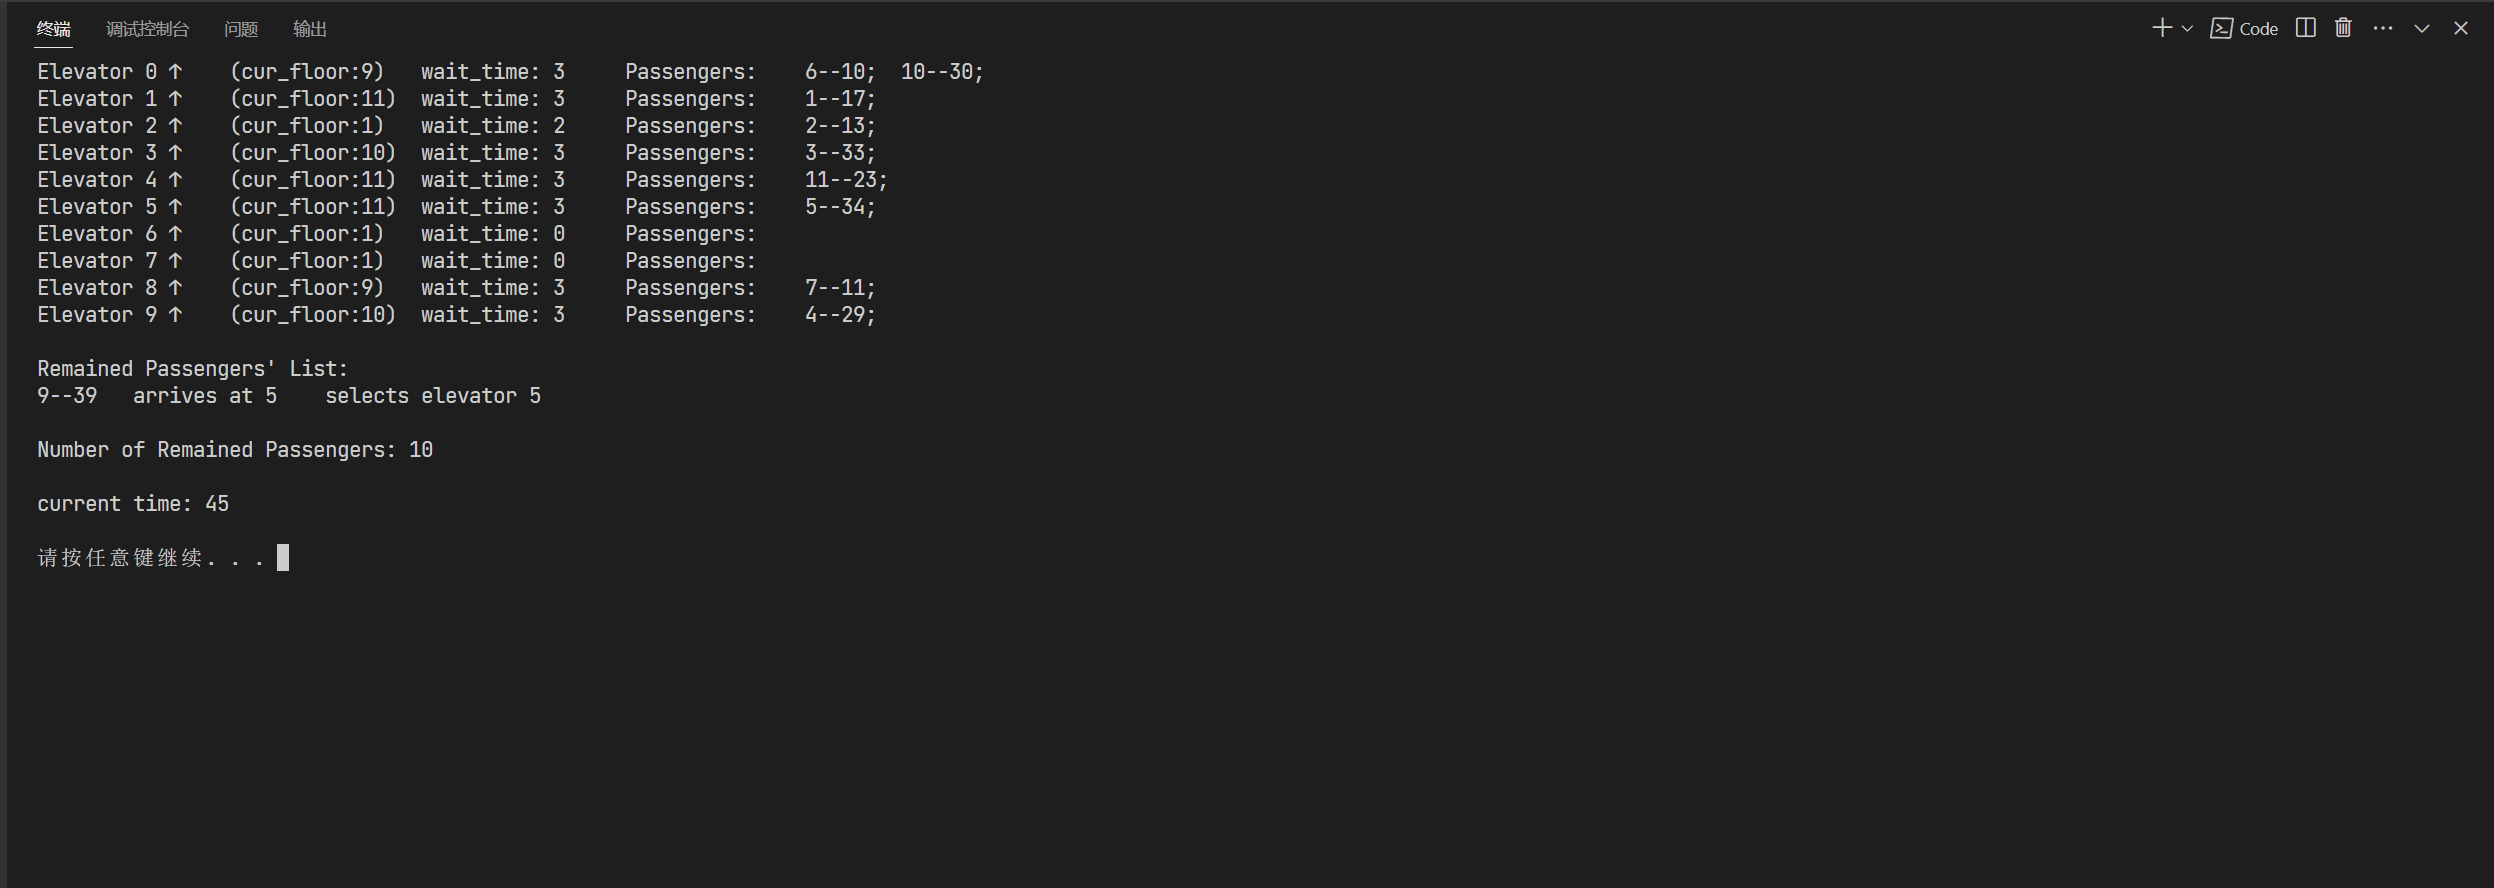 终端 调试控制台 问题 输出 Code
Elevator 0 ↑ (cur_floor:9) wait_time: 3 Passengers: 6--10; 10--30;
Elevator 1 ↑ (cur_floor:11) wait_time: 3 Passengers: 1--17;
Elevator 2 ↑ (cur_floor:1) wait_time: 2 Passengers: 2--13;
Elevator 3 ↑ (cur_floor:10) wait_time: 3 Passengers: 3--33;
Elevator 4 ↑ (cur_floor:11) wait_time: 3 Passengers: 11--23;
Elevator 5 ↑ (cur_floor:11) wait_time: 3 Passengers: 5--34;
Elevator 6 ↑ (cur_floor:1) wait_time: 0 Passengers:
Elevator 7 ↑ (cur_floor:1) wait_time: 0 Passengers:
Elevator 8 ↑ (cur_floor:9) wait_time: 3 Passengers: 7--11;
Elevator 9 ↑ (cur_floor:10) wait_time: 3 Passengers: 4--29;
Remained Passengers' List:
9--39 arrives at 5 selects elevator 5
Number of Remained Passengers: 10
current time: 45
请按任意键继续. . .